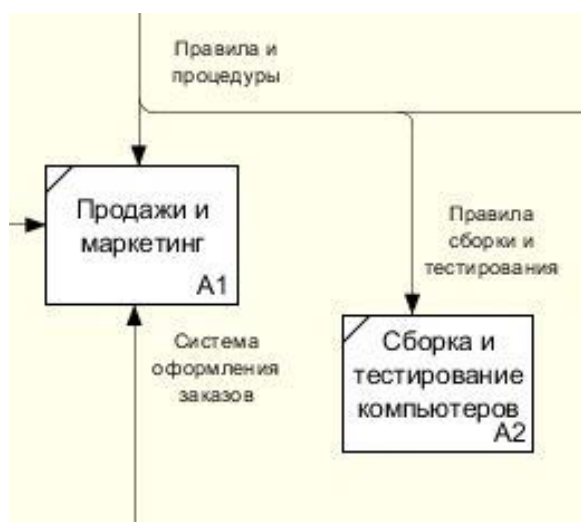 Правила и
процедуры
Продажи и
маркетинг
A1
Правила
сборки и
тестирования
Система
оформления
заказов
Сборка и
тестирование
компьютеров
A2